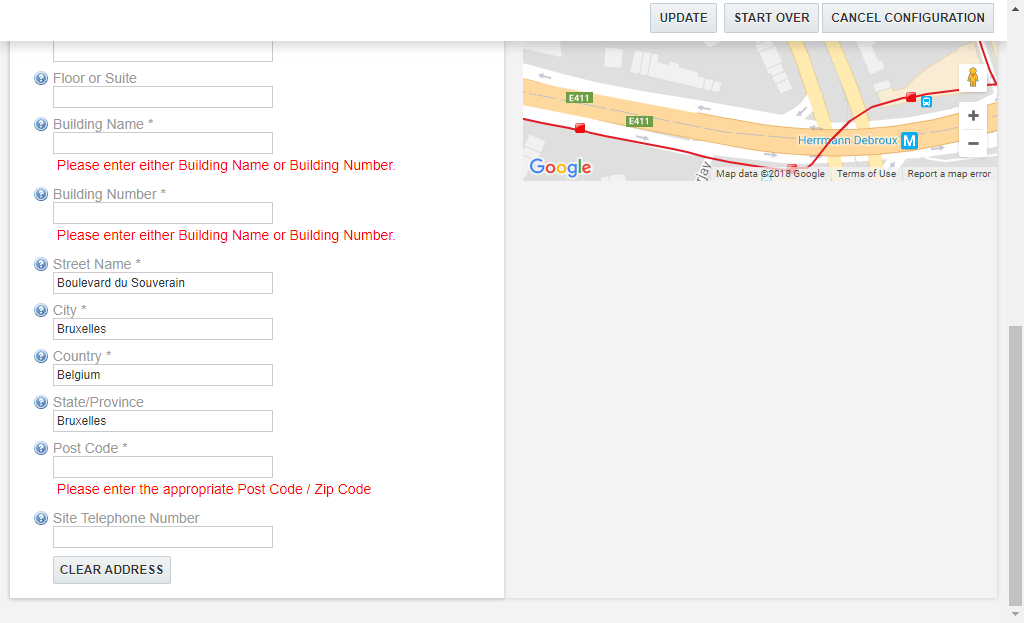 UPDATE
START OVER
CANCEL CONFIGURATION
Floor or Suite
Building Name *
Please enter either Building Name or Building Number.
Building Number *
Please enter either Building Name or Building Number.
Street Name *
Boulevard du Souverain
City *
Bruxelles
Country *
Belgium
State/Province
Bruxelles
Post Code *
Please enter the appropriate Post Code / Zip Code
Site Telephone Number
CLEAR ADDRESS
E411
E411
Herrmann Debroux M
Google
Map data ©2018 Google
Terms of Use
Report a map error